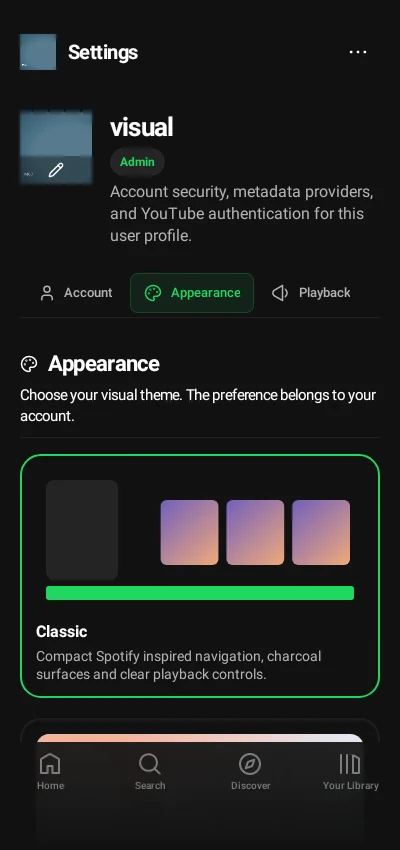 Settings
visual
Admin
Account security, metadata providers,
and YouTube authentication for this
user profile.
Account
Appearance
Playback
Appearance
Choose your visual theme. The preference belongs to your
account.
Classic
Compact Spotify inspired navigation, charcoal
surfaces and clear playback controls.
Home
Search
Discover
Your Library